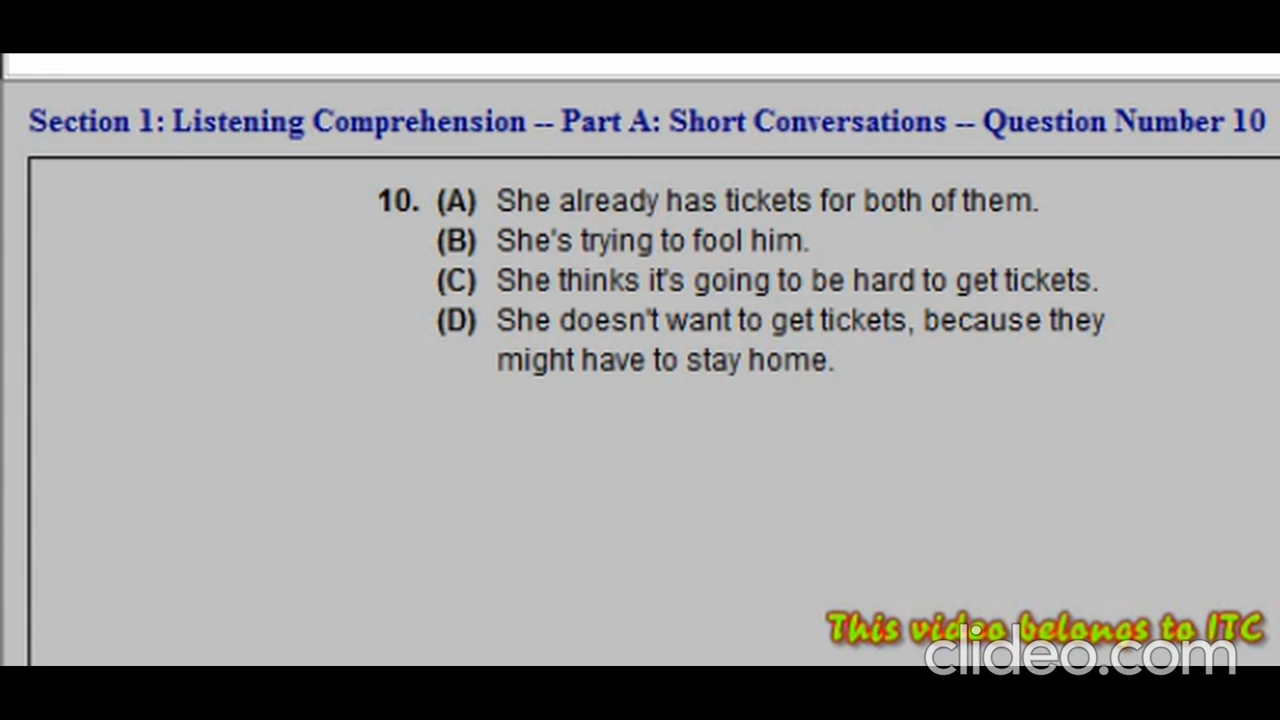 Section 1: Listening Comprehension -- Part A: Short Conversations -- Question Number 10
10. (A) She already has tickets for both of them.
(B) She's trying to fool him.
(C) She thinks it's going to be hard to get tickets.
(D) She doesn't want to get tickets, because they
might have to stay home.
This video belongs to ITC
clideo.com